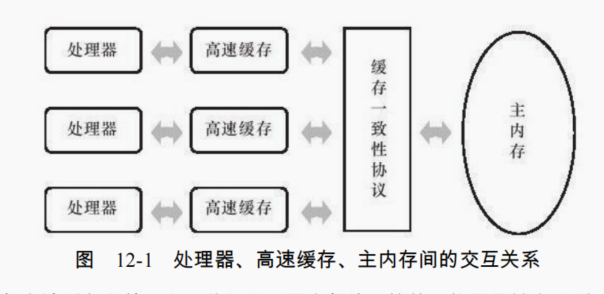 处理器
高速缓存
处理器
高速缓存
处理器
高速缓存
缓存一致性协议
主内存
图 12-1 处理器、高速缓存、主内存间的交互关系